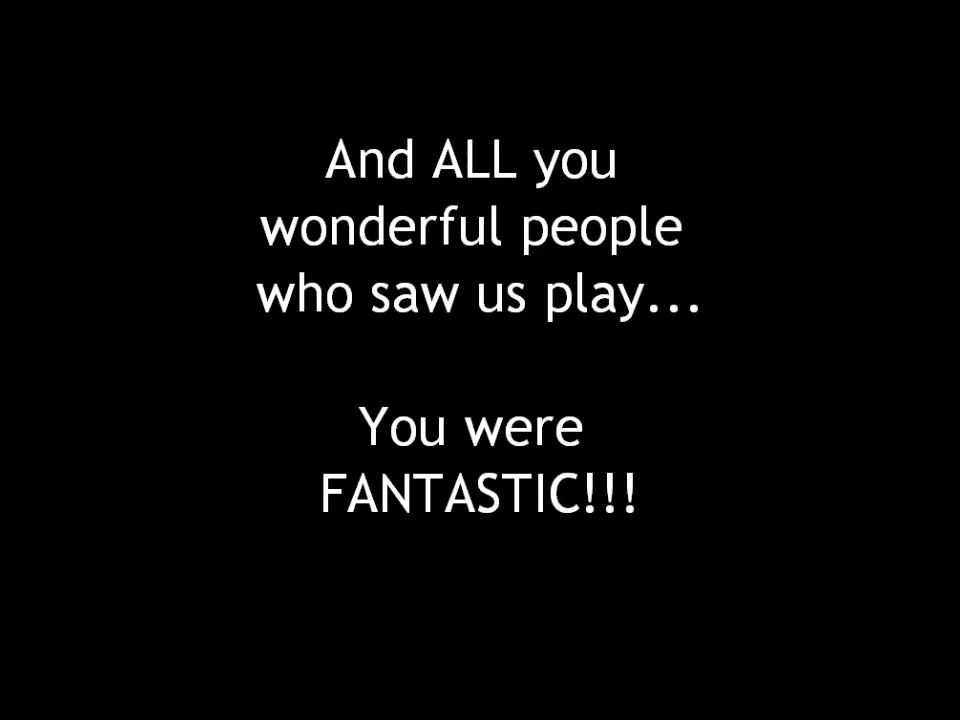 And ALL you
wonderful people
who saw us play...
You were
FANTASTIC!!!